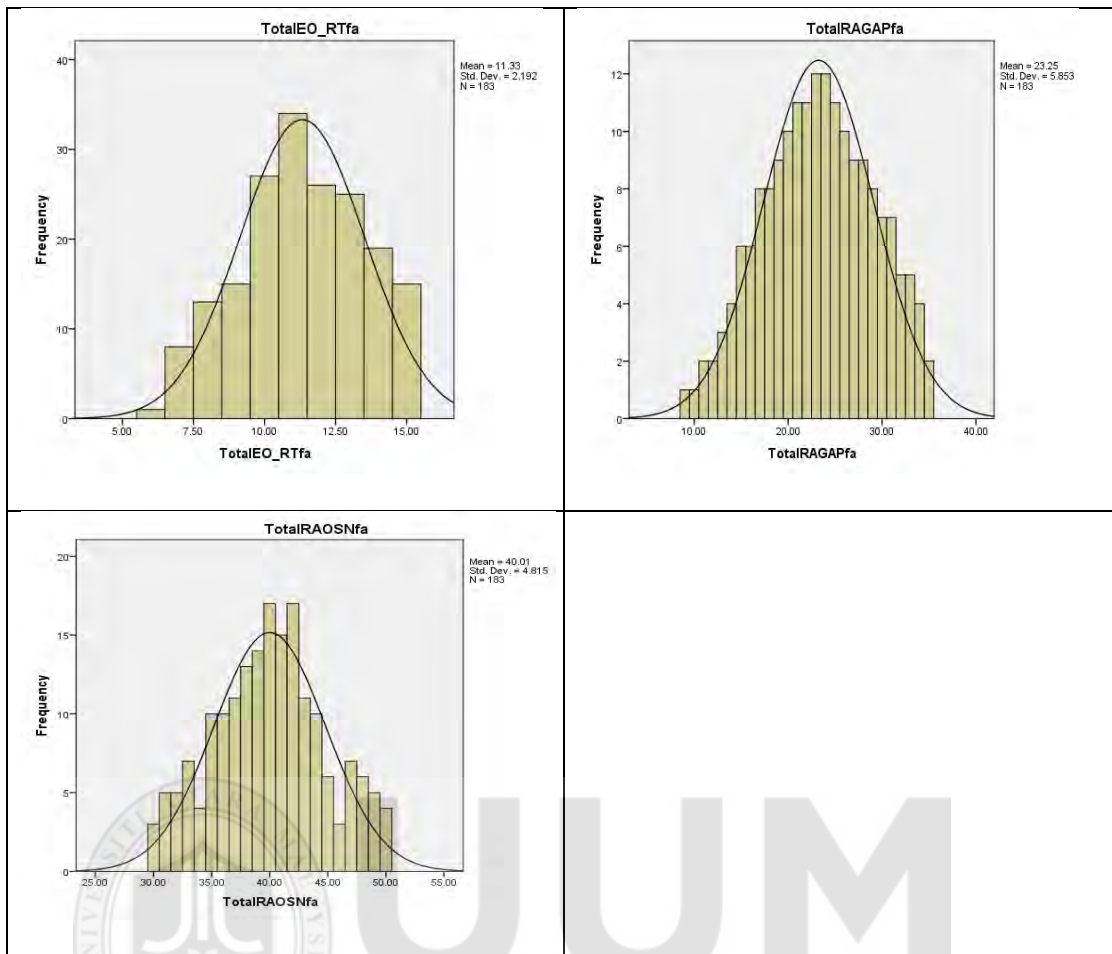 TotalEO_RTfa
Mean = 11.33
Std. Dev. = 2.192
N = 183
40
30
20
10
0
Frequency
5.00 7.50 10.00 12.50 15.00
TotalEO_RTfa
TotalRAGAPfa
Mean = 23.25
Std. Dev. = 5.853
N = 183
12
10
8
6
4
2
0
Frequency
10.00 20.00 30.00 40.00
TotalRAGAPfa
TotalRAOSNfa
Mean = 40.01
Std. Dev. = 4.815
N = 183
20
15
10
5
0
Frequency
25.00 30.00 35.00 40.00 45.00 50.00 55.00
TotalRAOSNfa
UUM